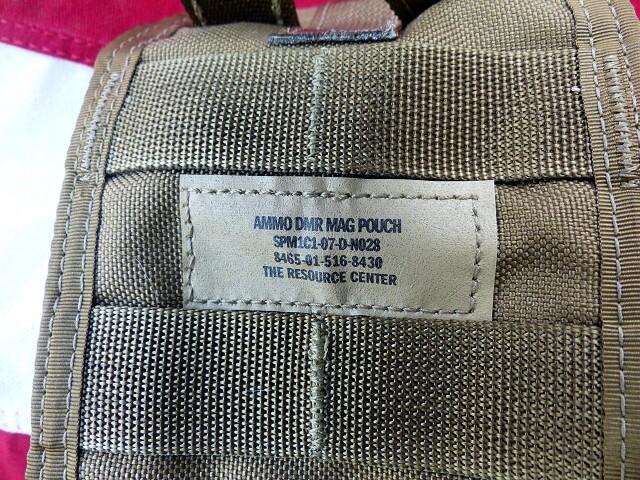 AMMO DMR MAG POUCH
SPM1C1-07-D-N028
8465-01-516-8430
THE RESOURCE CENTER